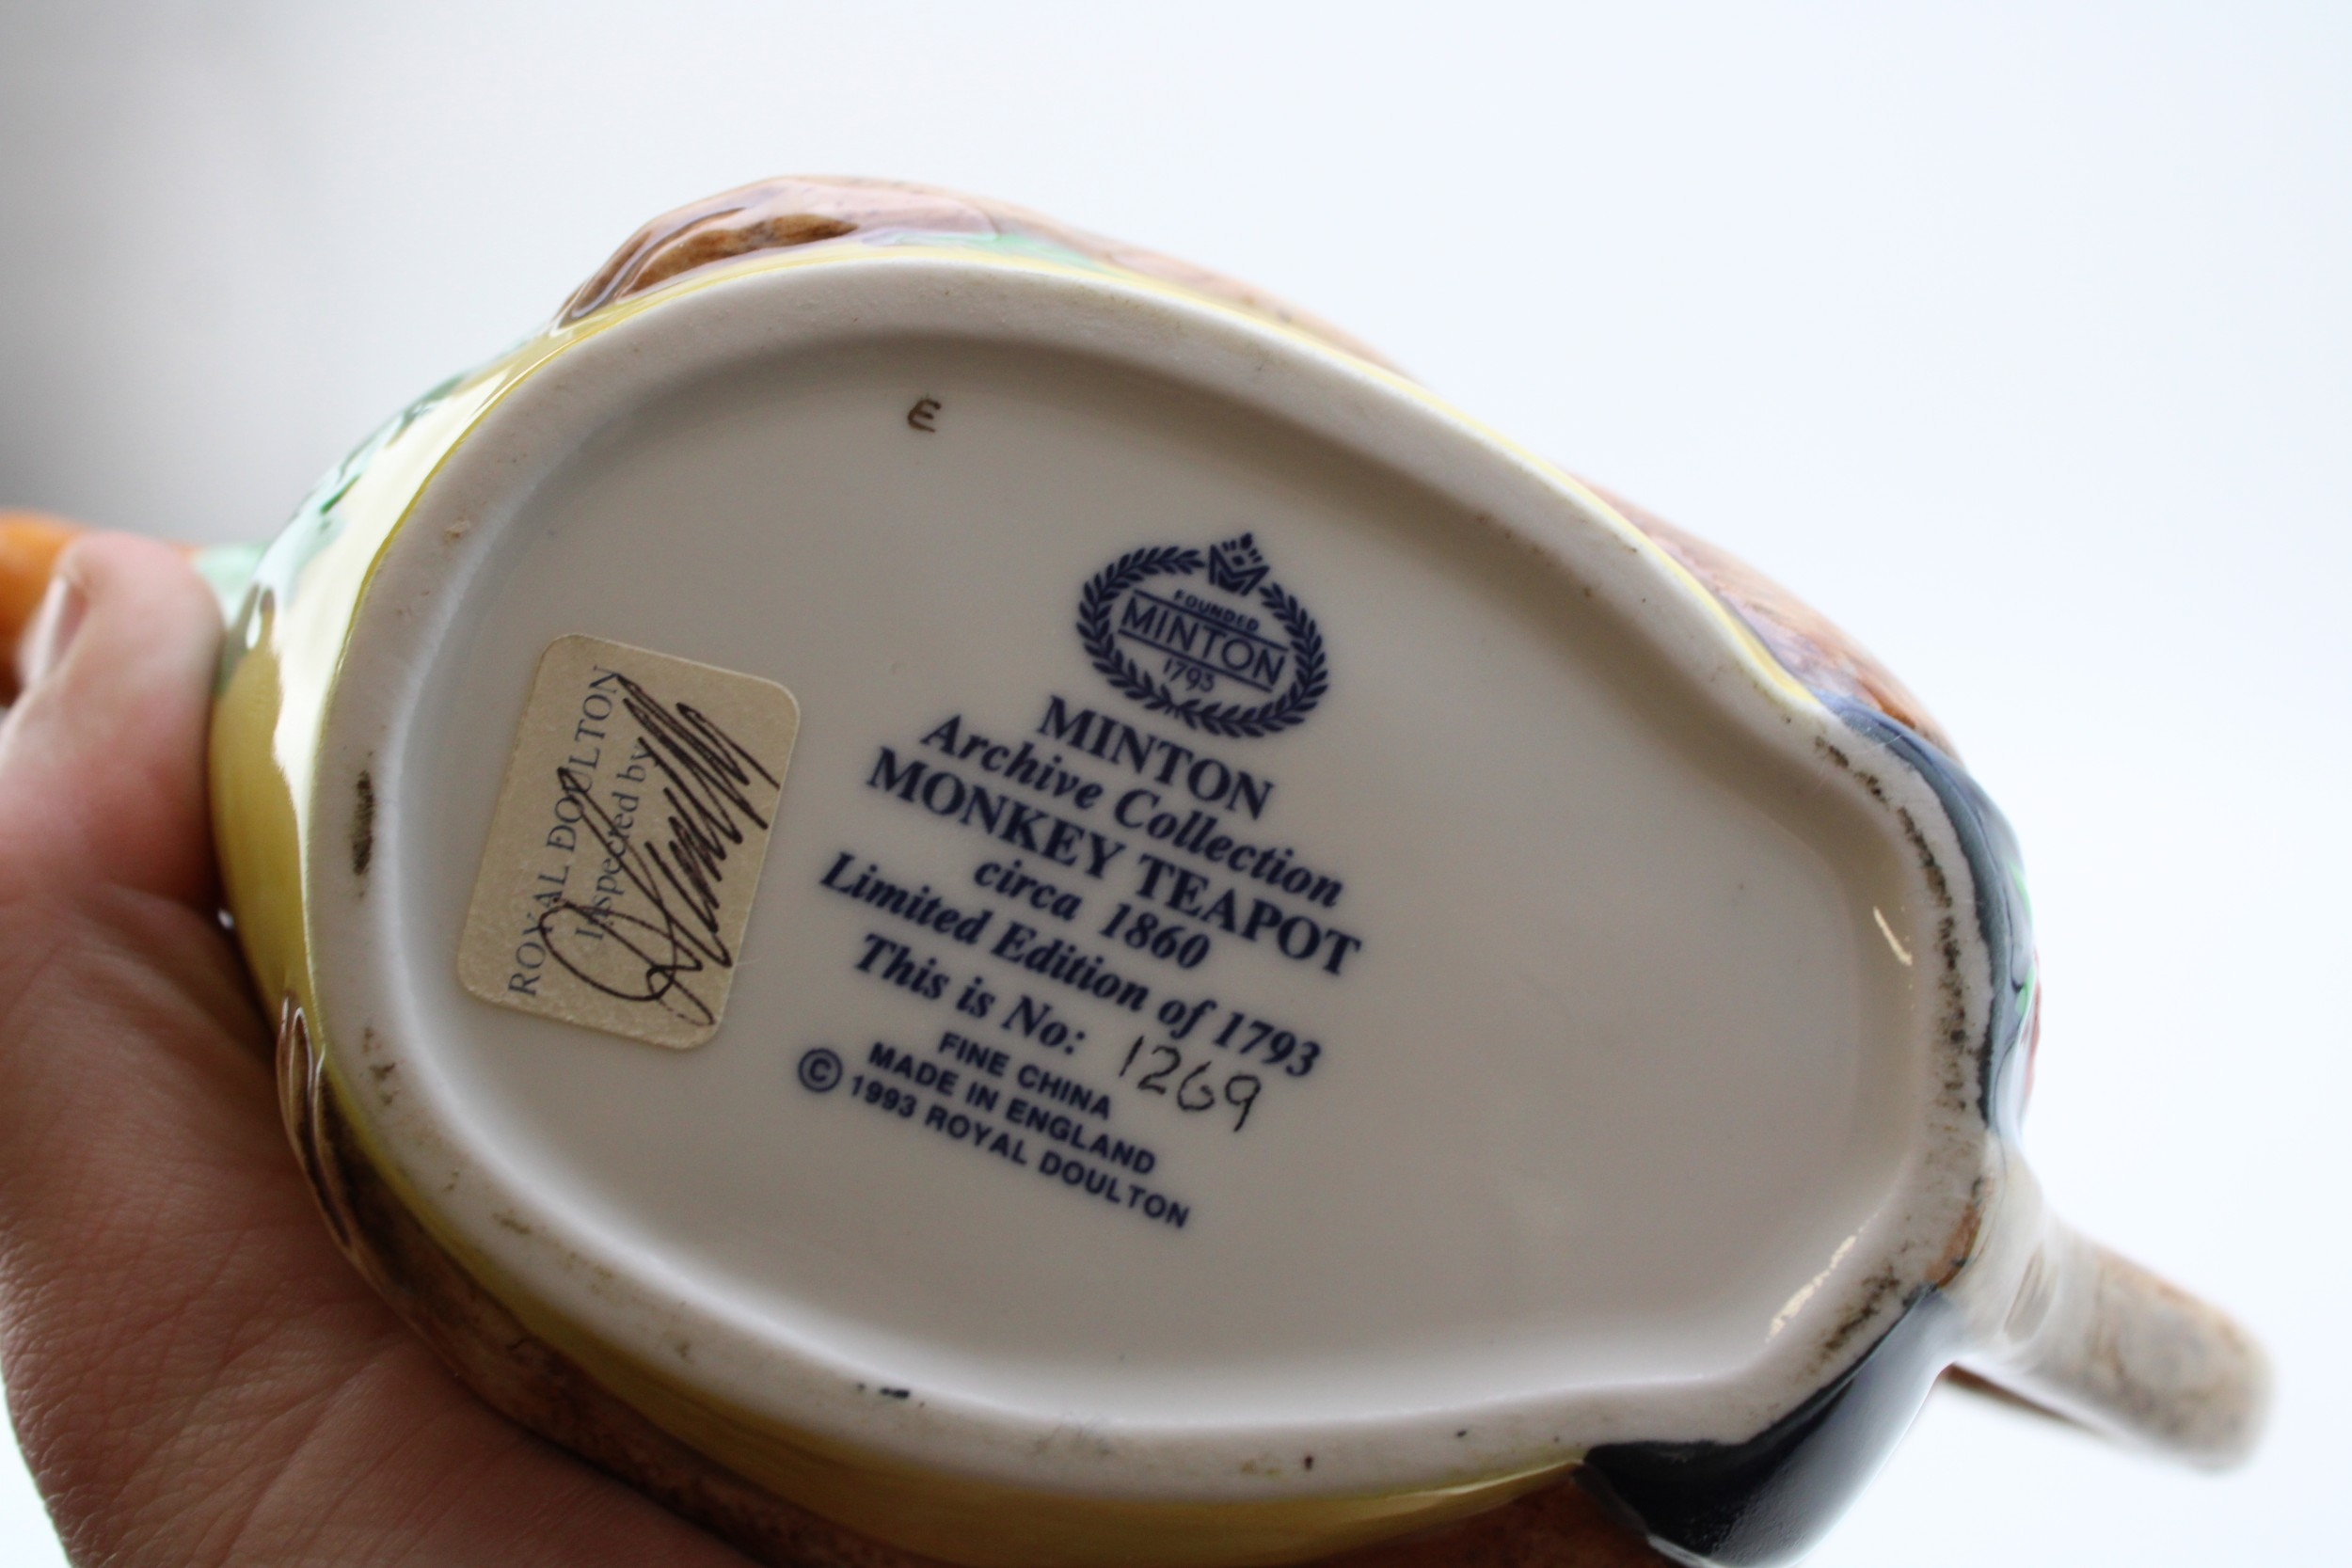 E
FOUNDED
MINTON
1793
MINTON
Archive Collection
MONKEY TEAPOT
circa 1860
Limited Edition of 1793
This is No: 1269
FINE CHINA
MADE IN ENGLAND
© 1993 ROYAL DOULTON
ROYAL DOULTON
Inspected by